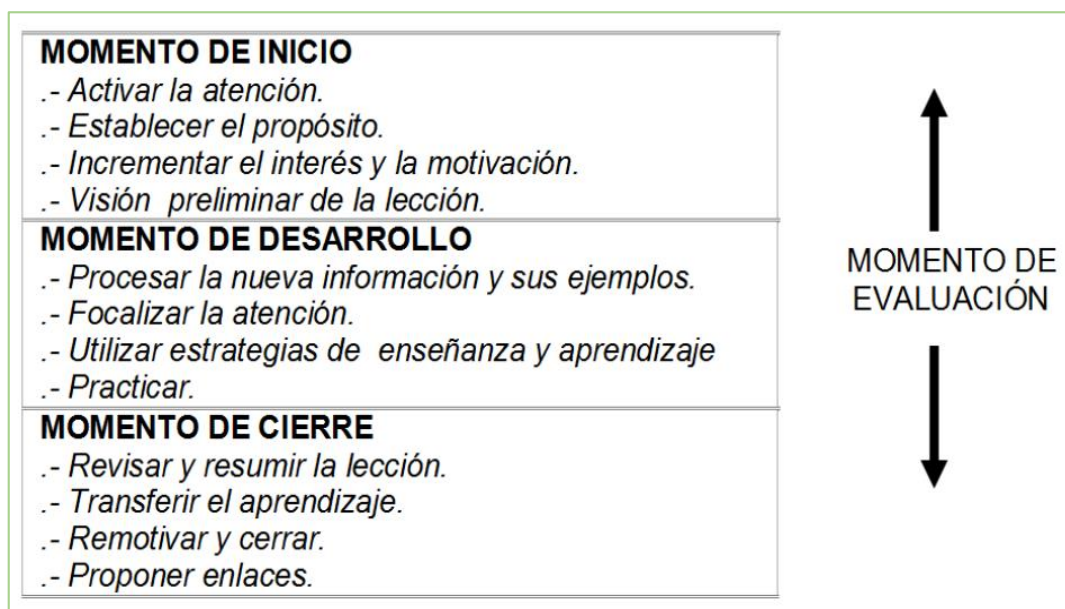 MOMENTO DE INICIO
.- Activar la atención.
.- Establecer el propósito.
.- Incrementar el interés y la motivación.
.- Visión preliminar de la lección.
MOMENTO DE DESARROLLO
.- Procesar la nueva información y sus ejemplos.
.- Focalizar la atención.
.- Utilizar estrategias de enseñanza y aprendizaje
.- Practicar.
MOMENTO DE CIERRE
.- Revisar y resumir la lección.
.- Transferir el aprendizaje.
.- Remotivar y cerrar.
.- Proponer enlaces.
MOMENTO DE
EVALUACIÓN